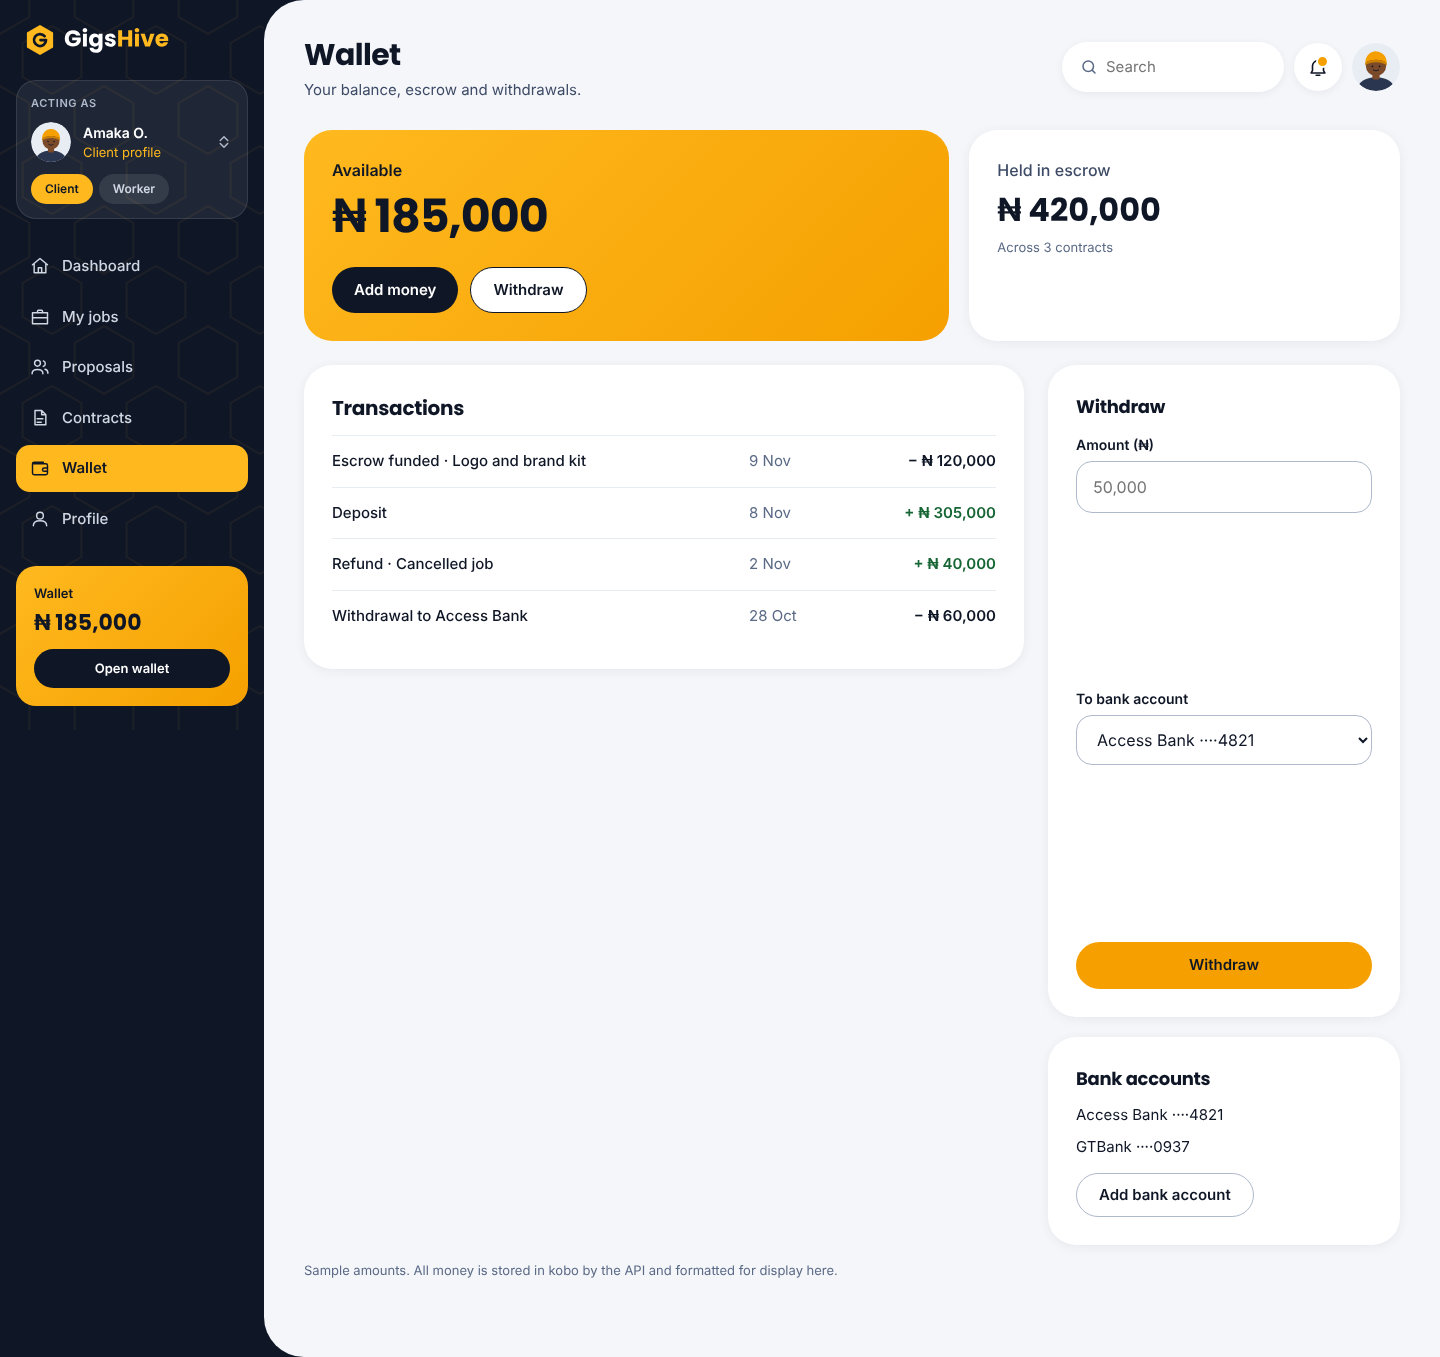 GigsHive
ACTING AS
Amaka O.
Client profile
Client
Worker
Dashboard
My jobs
Proposals
Contracts
Wallet
Profile
Wallet
₦185,000
Open wallet
Wallet
Your balance, escrow and withdrawals.
Search
Available
₦185,000
Add money
Withdraw
Held in escrow
₦420,000
Across 3 contracts
Transactions
Escrow funded · Logo and brand kit 9 Nov − ₦120,000
Deposit 8 Nov + ₦305,000
Refund · Cancelled job 2 Nov + ₦40,000
Withdrawal to Access Bank 28 Oct − ₦60,000
Withdraw
Amount (₦)
50,000
To bank account
Access Bank ····4821
Withdraw
Bank accounts
Access Bank ····4821
GTBank ····0937
Add bank account
Sample amounts. All money is stored in kobo by the API and formatted for display here.